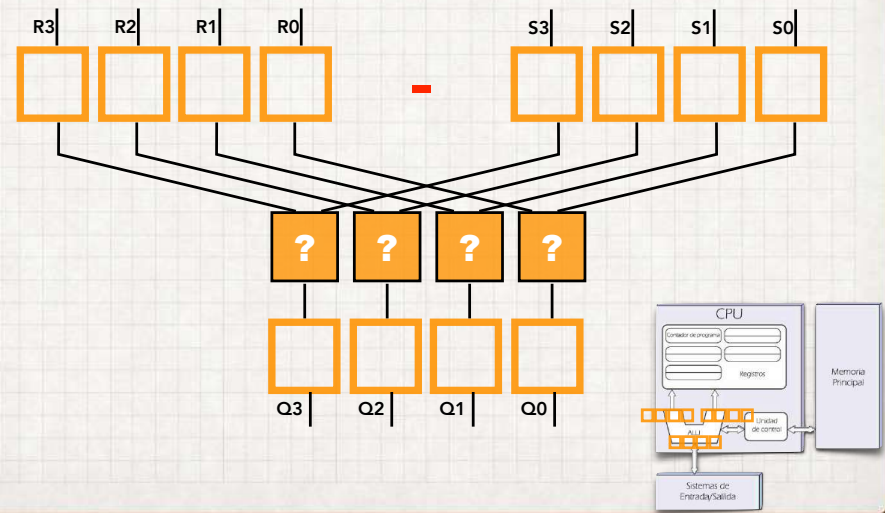 R3 R2 R1 R0 - S3 S2 S1 S0
? ? ? ?
Q3 Q2 Q1 Q0
CPU
Contador de programa
Registros
ALU
Unidad
de control
Memoria
Principal
Sistemas de
Entrada/Salida